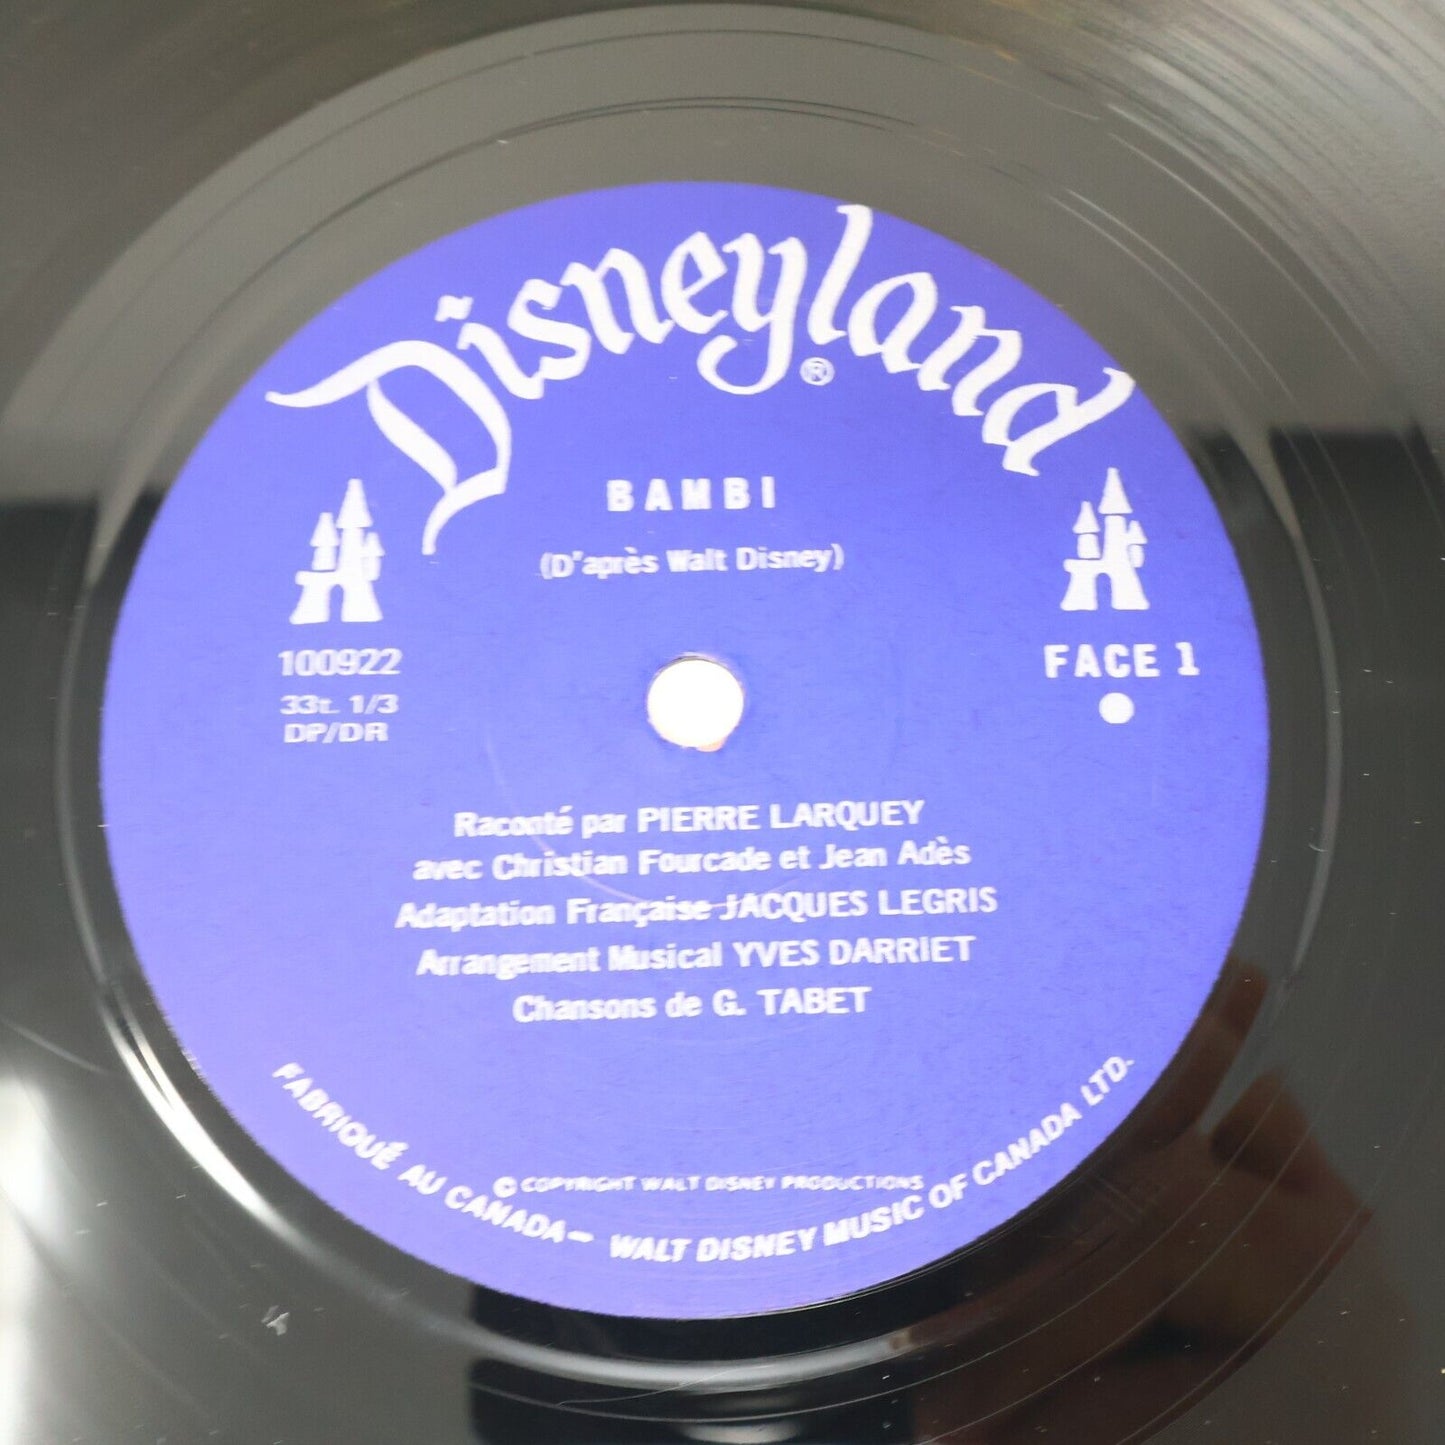 Disneyland
®
BAMBI
(D'après Walt Disney)
100922
33t. 1/3
DP/DR
FACE 1
Raconté par PIERRE LARQUEY
avec Christian Fourcade et Jean Adès
Adaptation Française JACQUES LEGRIS
Arrangement Musical YVES DARRIET
Chansons de G. TABET
© COPYRIGHT WALT DISNEY PRODUCTIONS
FABRIQUÉ AU CANADA — WALT DISNEY MUSIC OF CANADA LTD.